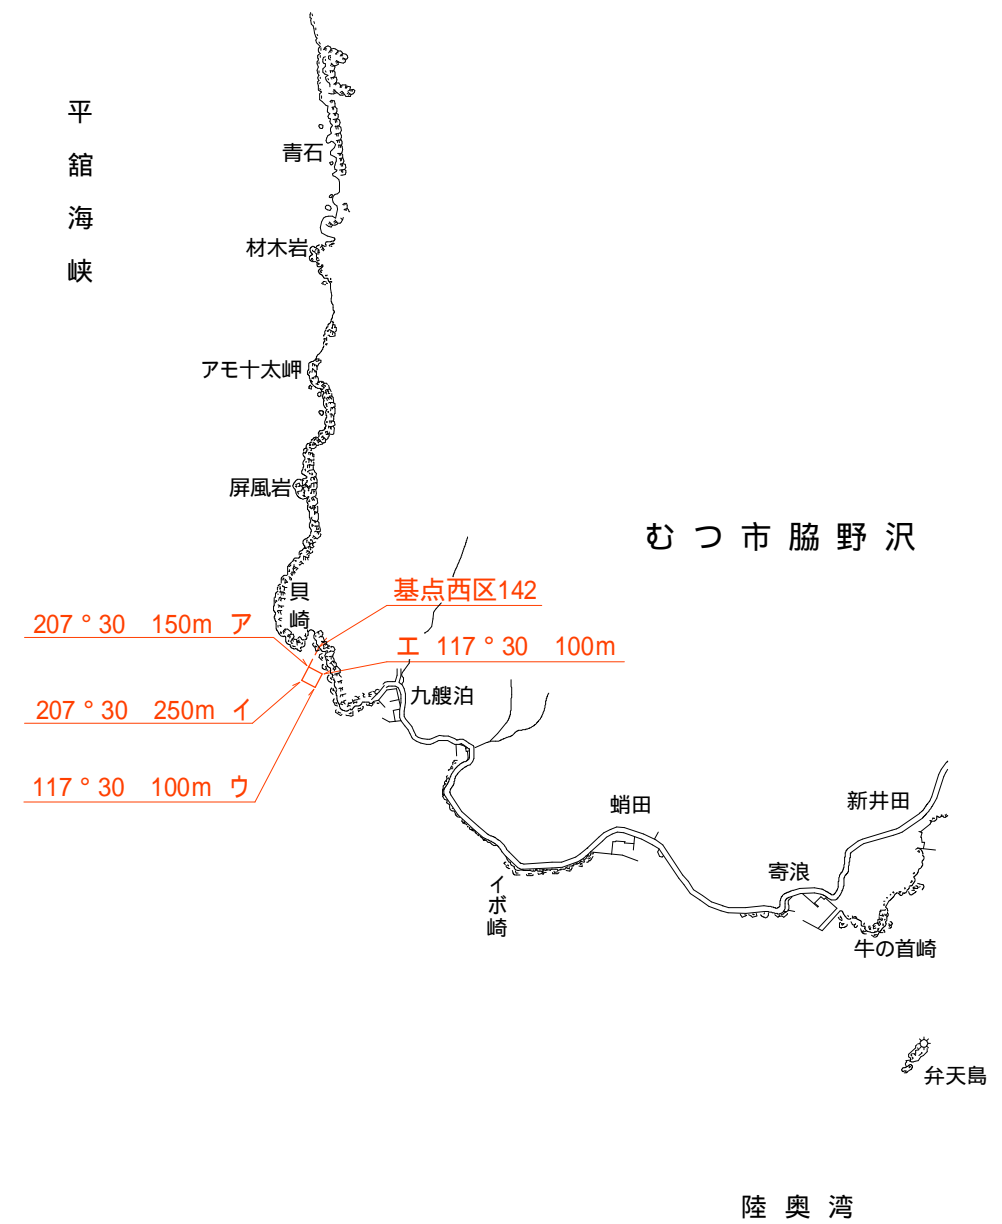 平舘海峡
青石
材木岩
アモ十太岬
屏風岩
むつ市脇野沢
貝崎
基点西区142
207°30 150m ア
エ 117°30 100m
九艘泊
207°30 250m イ
117°30 100m ウ
蛸田
新井田
寄浪
イボ崎
牛の首崎
弁天島
陸奥湾